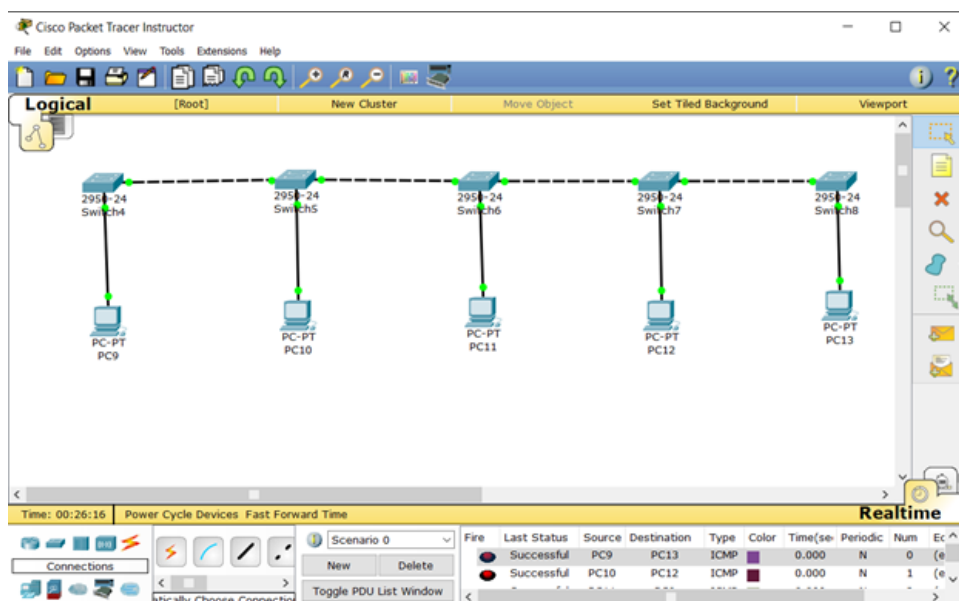 Cisco Packet Tracer Instructor
File Edit Options View Tools Extensions Help
Logical [Root] New Cluster Move Object Set Tiled Background Viewport
2950-24 2950-24 2950-24 2950-24 2950-24
Switch4 Switch5 Switch6 Switch7 Switch8
PC-PT PC-PT PC-PT PC-PT PC-PT
PC9 PC10 PC11 PC12 PC13
Time: 00:26:16 Power Cycle Devices Fast Forward Time Realtime
Scenario 0 Fire Last Status Source Destination Type Color Time(se Periodic Num
Successful PC9 PC13 ICMP 0.000 N 0 (e
Connections New Delete
Successful PC10 PC12 ICMP 0.000 N 1 (e
Toggle PDU List Window